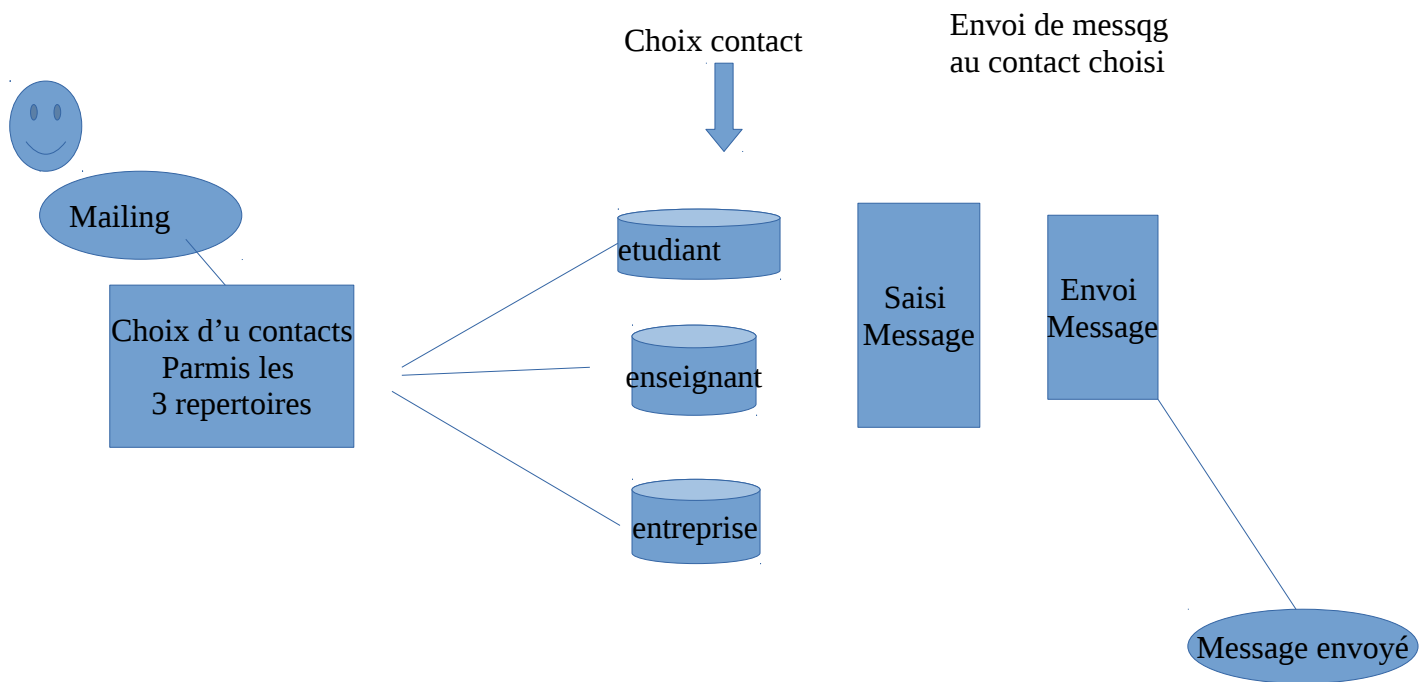 Choix contact
Envoi de messqg
au contact choisi
Mailing
Choix d’u contacts
Parmis les
3 repertoires
etudiant
enseignant
entreprise
Saisi
Message
Envoi
Message
Message envoyé